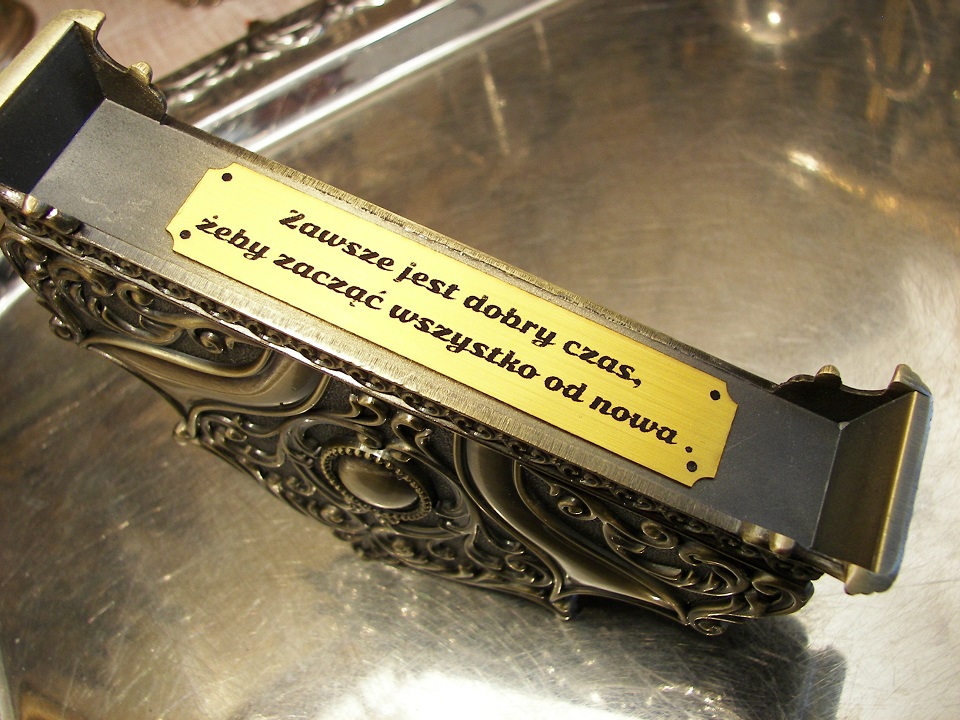 Zawsze jest dobry czas,
żeby zacząć wszystko od nowa .